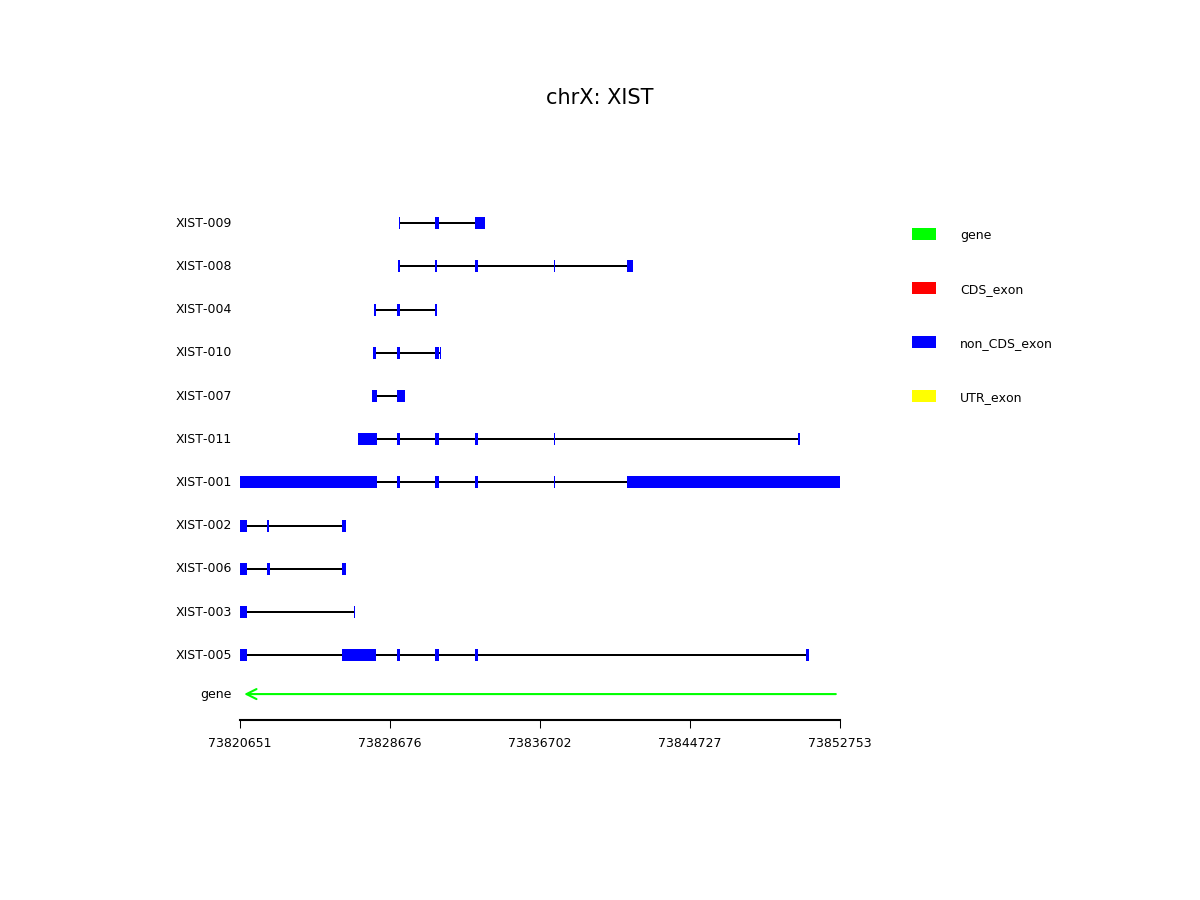 chrX: XIST
XIST-009
XIST-008
XIST-004
XIST-010
XIST-007
XIST-011
XIST-001
XIST-002
XIST-006
XIST-003
XIST-005
gene
73820651 73828676 73836702 73844727 73852753
gene
CDS_exon
non_CDS_exon
UTR_exon